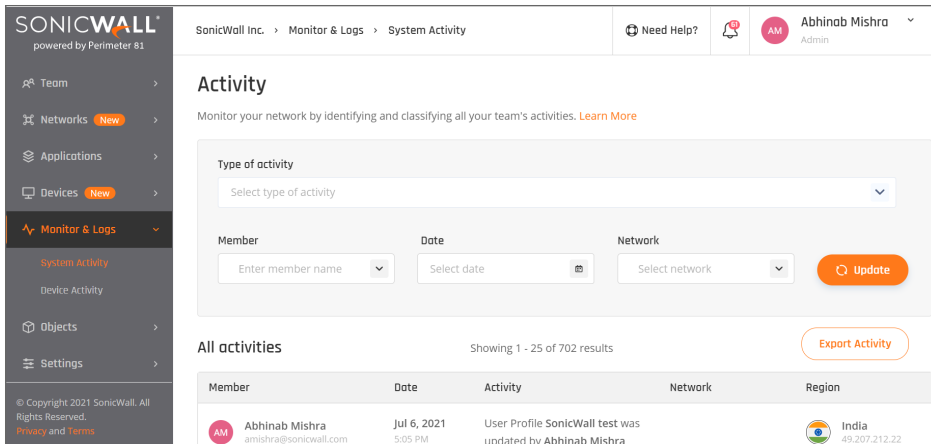 SONICWALL
powered by Perimeter 81
SonicWall Inc. > Monitor & Logs > System Activity
Need Help?
61
AM
Abhinab Mishra
Admin
Team
Networks New
Applications
Devices New
Monitor & Logs
System Activity
Device Activity
Objects
Settings
© Copyright 2021 SonicWall. All
Rights Reserved.
Privacy and Terms
Activity
Monitor your network by identifying and classifying all your team's activities. Learn More
Type of activity
Select type of activity
Member Date Network
Enter member name Select date Select network Update
All activities Showing 1 - 25 of 702 results Export Activity
Member Date Activity Network Region
AM Abhinab Mishra Jul 6, 2021 User Profile SonicWall test was India
amishra@sonicwall.com 5:05 PM updated by Abhinab Mishra 49.207.212.22